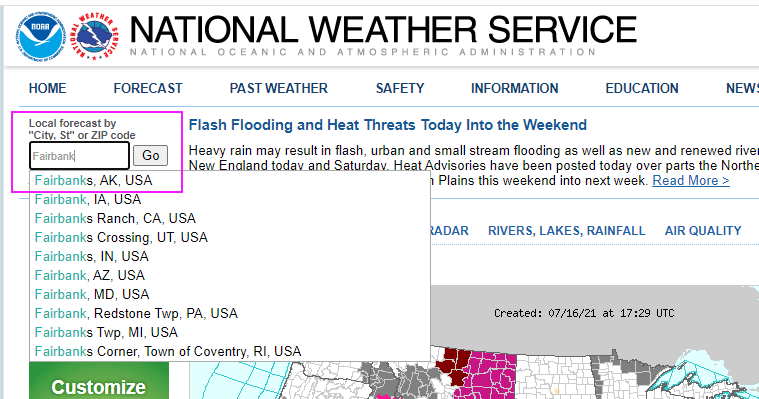 NOAA
NATIONAL WEATHER SERVICE
NATIONAL OCEANIC AND ATMOSPHERIC ADMINISTRATION
HOME FORECAST PAST WEATHER SAFETY INFORMATION EDUCATION NEWS
Local forecast by
"City, St" or ZIP code
Fairbank Go
Fairbanks, AK, USA
Fairbank, IA, USA
Fairbanks Ranch, CA, USA
Fairbanks Crossing, UT, USA
Fairbanks, IN, USA
Fairbank, AZ, USA
Fairbank, MD, USA
Fairbank, Redstone Twp, PA, USA
Fairbanks Twp, MI, USA
Fairbanks Corner, Town of Coventry, RI, USA
Flash Flooding and Heat Threats Today Into the Weekend
Heavy rain may result in flash, urban and small stream flooding as well as new and renewed river
New England today and Saturday. Heat Advisories have been posted today over parts the Northe
n Plains this weekend into next week. Read More >
ADAR RIVERS, LAKES, RAINFALL AIR QUALITY
Created: 07/16/21 at 17:29 UTC
Customize